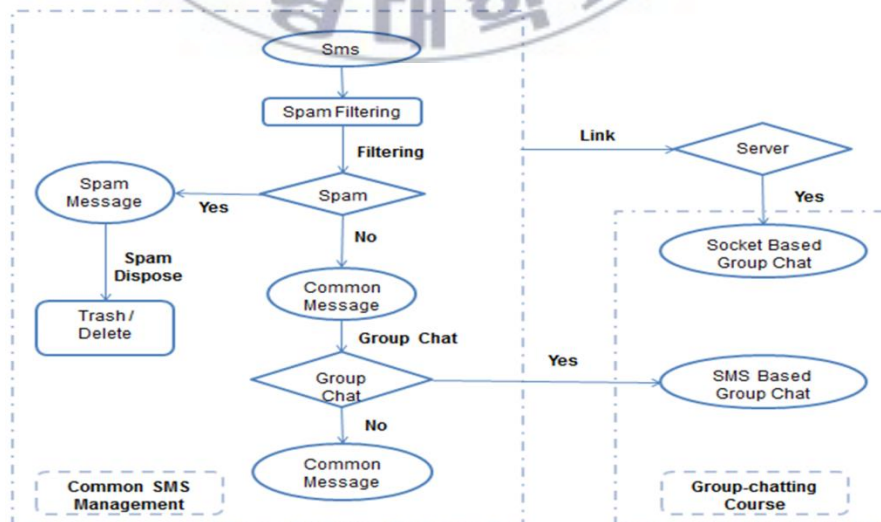 대학
Sms
Spam Filtering
Filtering
Link
Server
Spam
Message
Yes
Spam
Yes
No
Socket Based
Group Chat
Spam
Dispose
Common
Message
Trash /
Delete
Group Chat
Yes
Group
Chat
SMS Based
Group Chat
No
Common
Message
Common SMS
Management
Group-chatting
Course